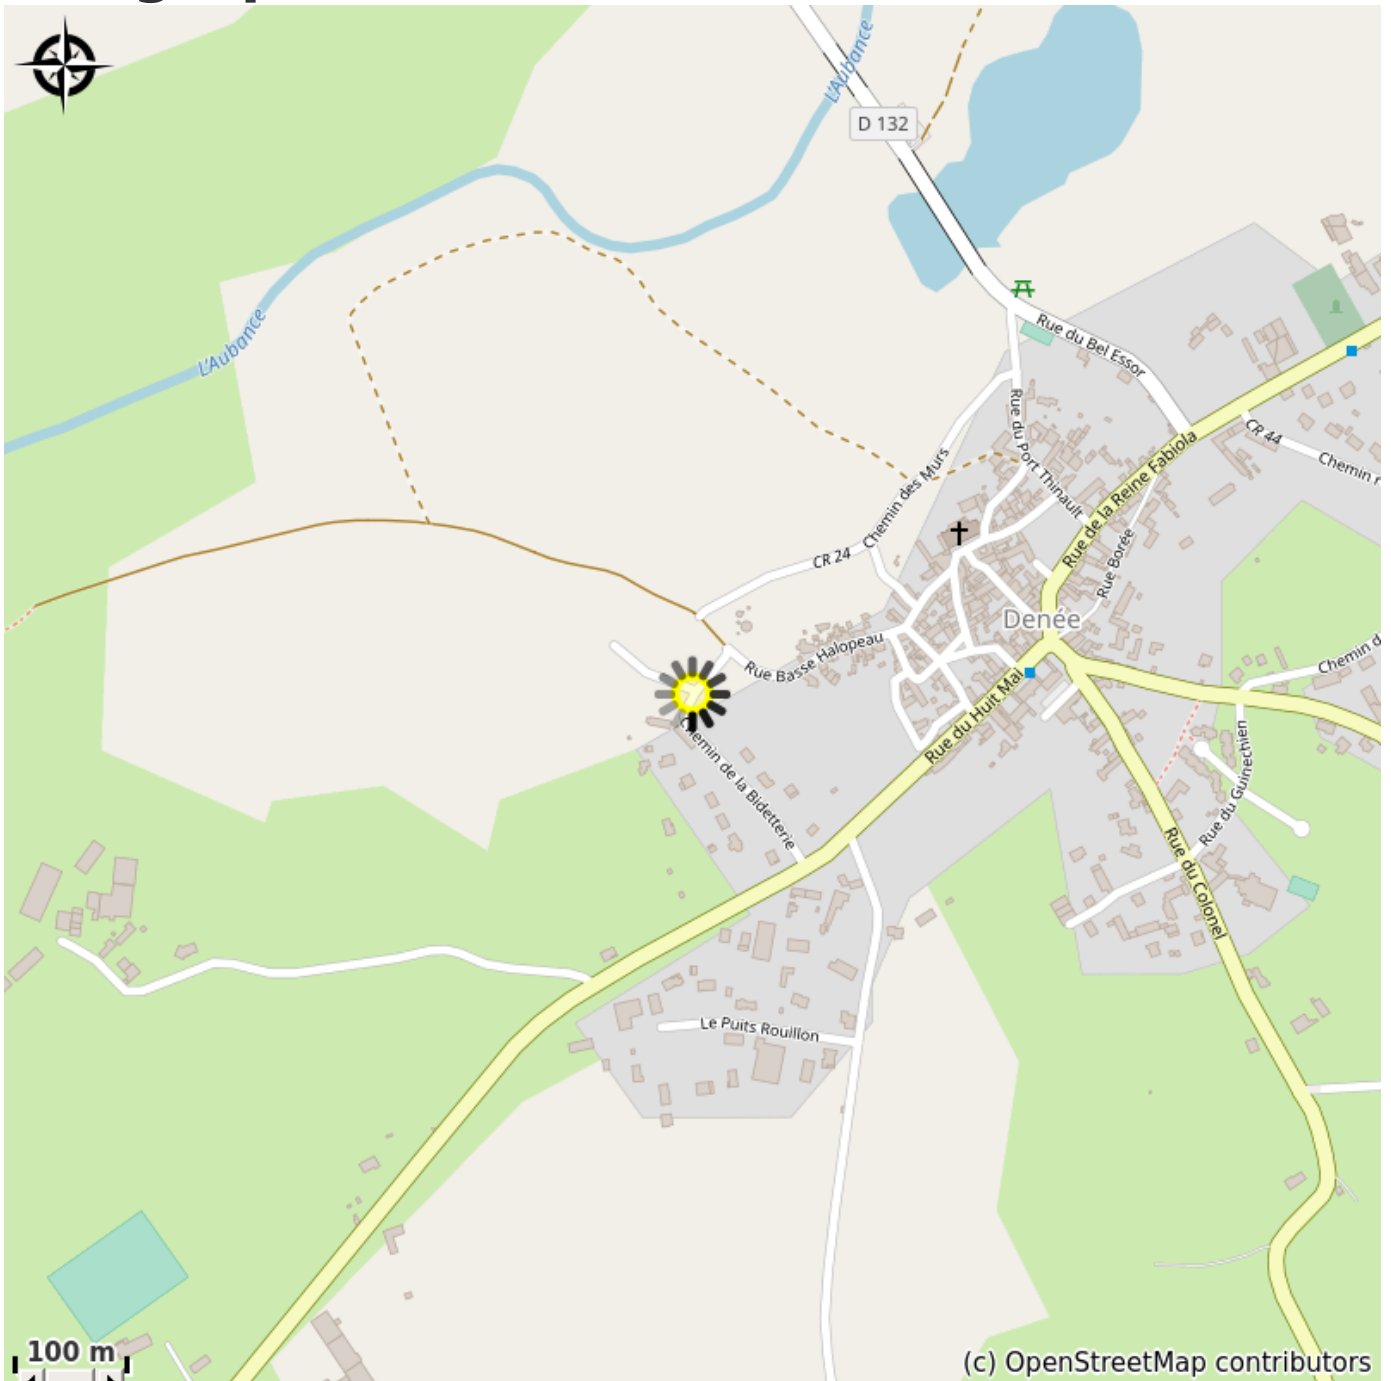 L'Aubance
D 132
L'Aubance
Rue du Bel Essor
Rue du Port Thinault
CR 44
Chemin r
Rue de la Reine Fabiola
Chemin des Murs
CR 24
Rue Borée
Denée
Rue Basse Halopeau
Chemin d
Rue du Huit Mai
Chemin de la Bidetterie
Rue du Guinechien
Rue du Colonel
Le Puits Rouillon
100 m
(c) OpenStreetMap contributors